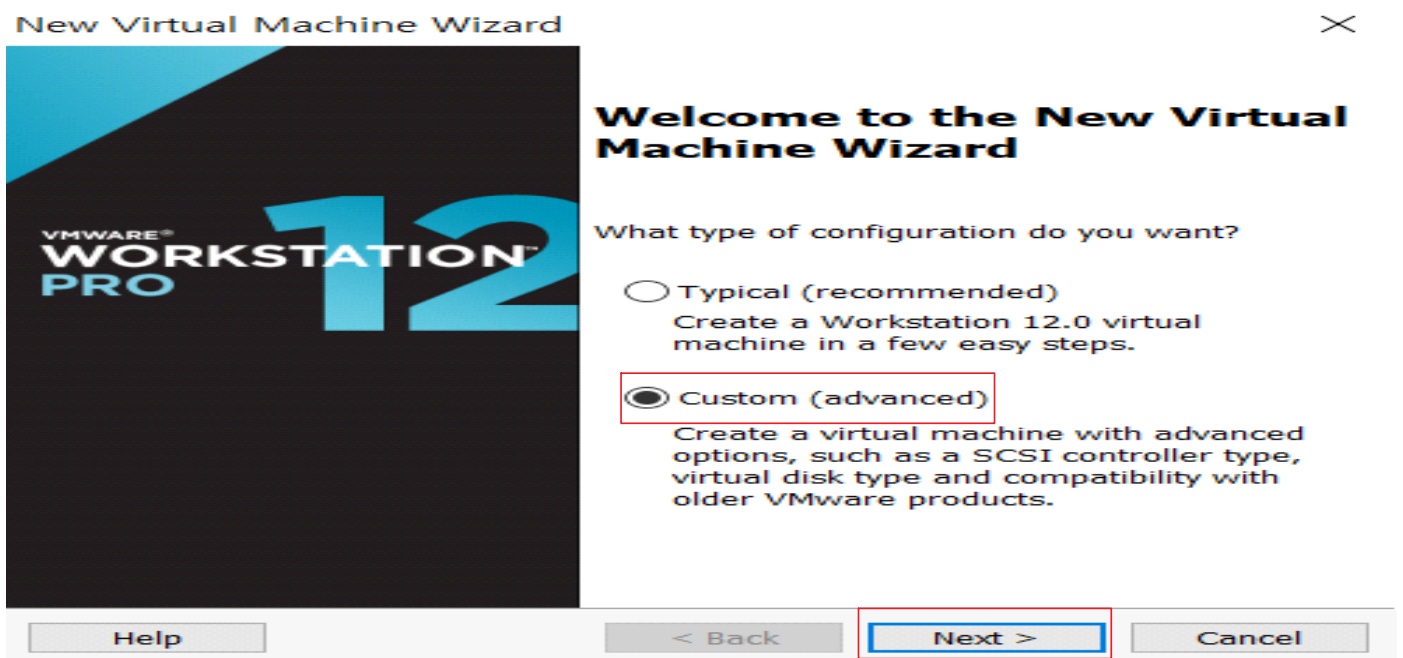 New Virtual Machine Wizard
VMWARE®
WORKSTATION™
PRO
12
Welcome to the New Virtual
Machine Wizard
What type of configuration do you want?
Typical (recommended)
Create a Workstation 12.0 virtual
machine in a few easy steps.
Custom (advanced)
Create a virtual machine with advanced
options, such as a SCSI controller type,
virtual disk type and compatibility with
older VMware products.
Help
< Back
Next >
Cancel